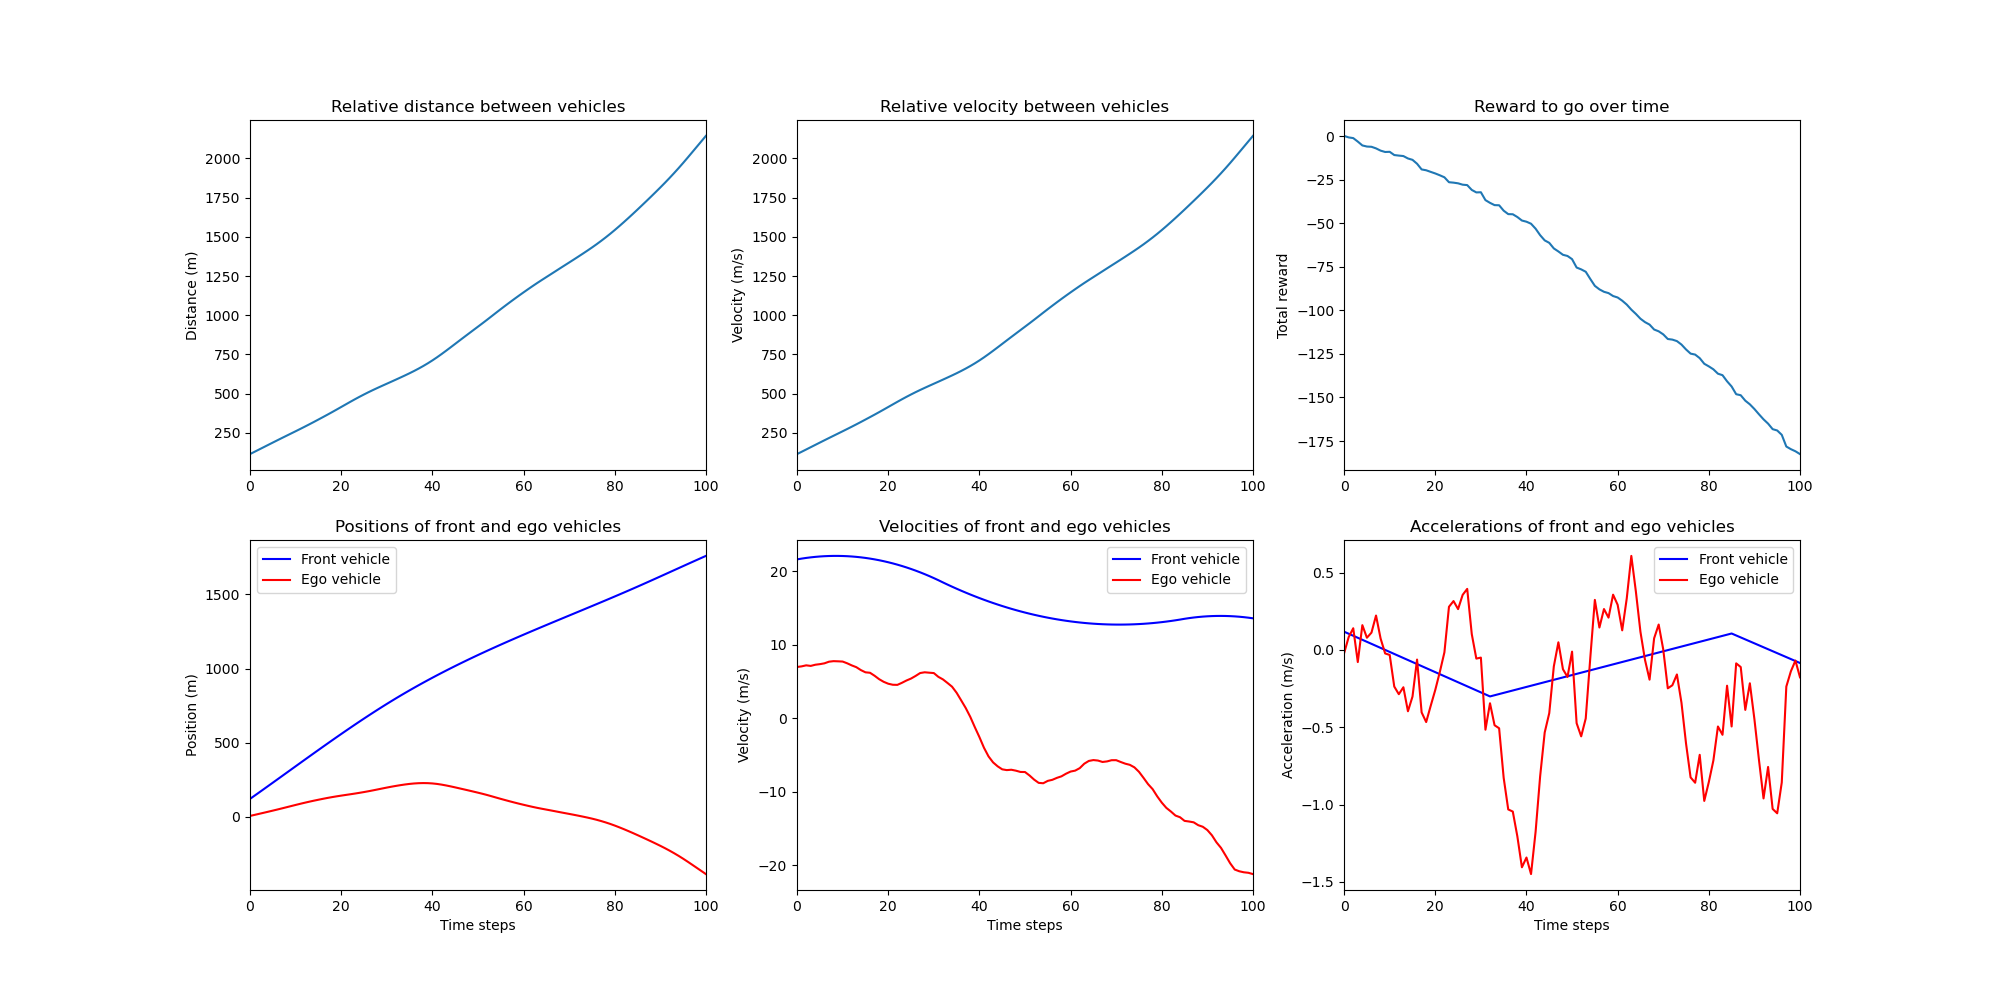 Relative distance between vehicles
Relative velocity between vehicles
Reward to go over time
Distance (m)
2000
1750
1500
1250
1000
750
500
250
0 20 40 60 80 100
Velocity (m/s)
2000
1750
1500
1250
1000
750
500
250
0 20 40 60 80 100
Total reward
0
−25
−50
−75
−100
−125
−150
−175
0 20 40 60 80 100
Positions of front and ego vehicles
Velocities of front and ego vehicles
Accelerations of front and ego vehicles
Front vehicle
Ego vehicle
Position (m)
1500
1000
500
0
0 20 40 60 80 100
Time steps
Front vehicle
Ego vehicle
Velocity (m/s)
20
10
0
−10
−20
0 20 40 60 80 100
Time steps
Front vehicle
Ego vehicle
Acceleration (m/s)
0.5
0.0
−0.5
−1.0
−1.5
0 20 40 60 80 100
Time steps